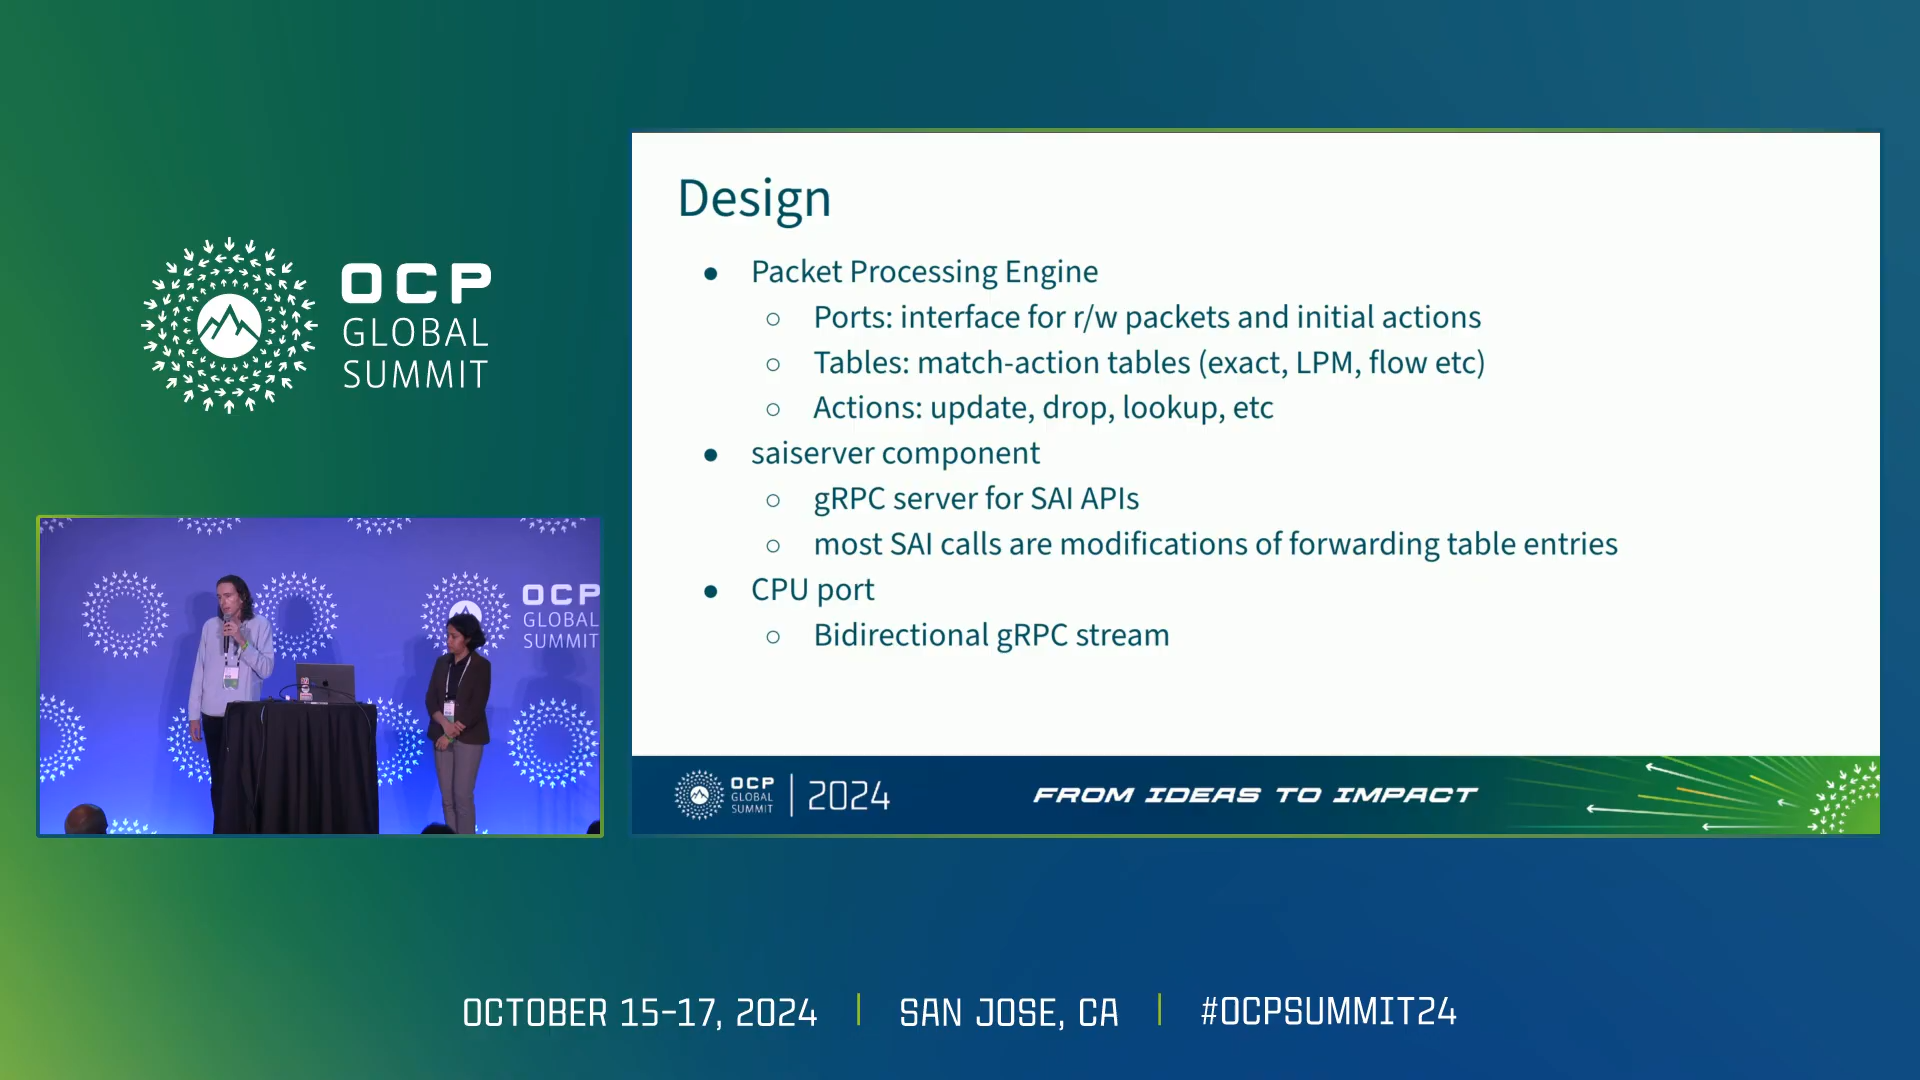 OCP
GLOBAL
SUMMIT
Design
● Packet Processing Engine
○ Ports: interface for r/w packets and initial actions
○ Tables: match-action tables (exact, LPM, flow etc)
○ Actions: update, drop, lookup, etc
● saiserver component
○ gRPC server for SAI APIs
○ most SAI calls are modifications of forwarding table entries
● CPU port
○ Bidirectional gRPC stream
OCP
GLOBAL
SUMMIT
OCP
GLOBAL
SUMMIT
2024
FROM IDEAS TO IMPACT
OCTOBER 15-17, 2024 | SAN JOSE, CA | #OCPSUMMIT24